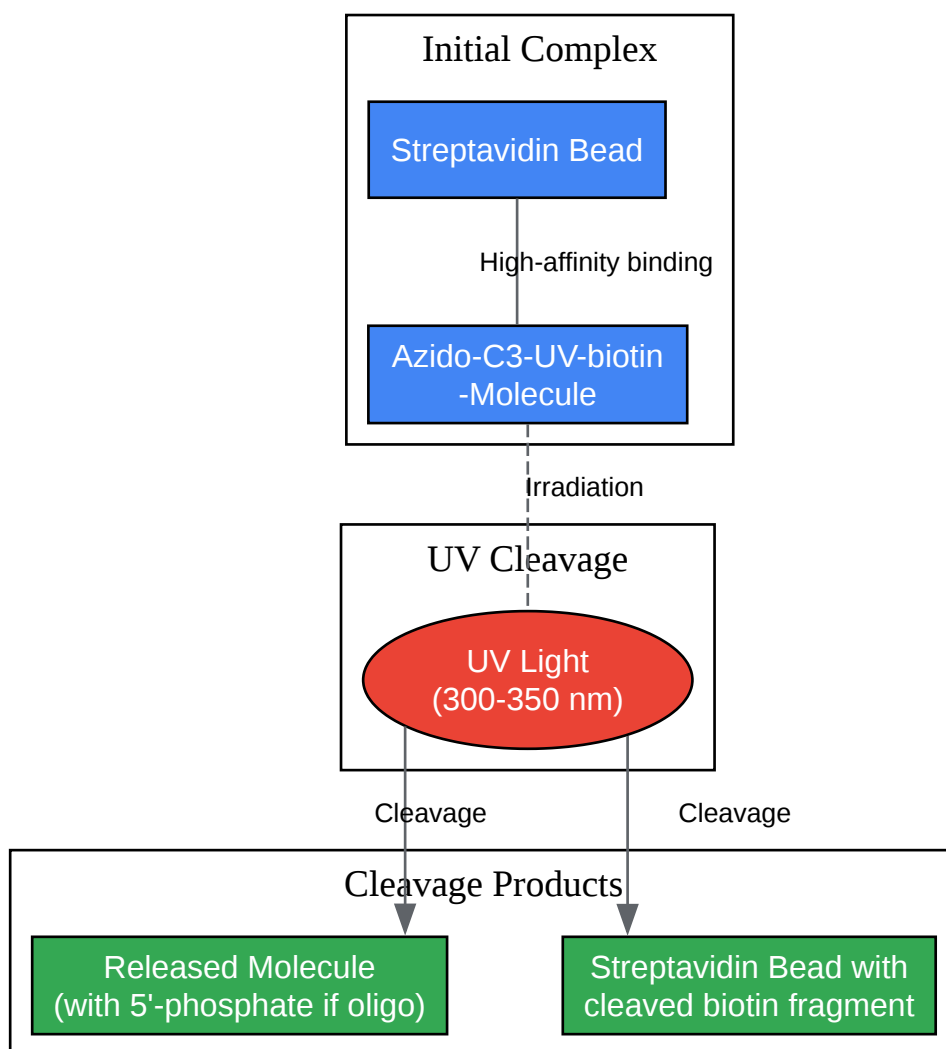 Initial Complex
Streptavidin Bead
High-affinity binding
Azido-C3-UV-biotin
-Molecule
Irradiation
UV Cleavage
UV Light
(300-350 nm)
Cleavage
Cleavage
Cleavage Products
Released Molecule
(with 5'-phosphate if oligo)
Streptavidin Bead with
cleaved biotin fragment